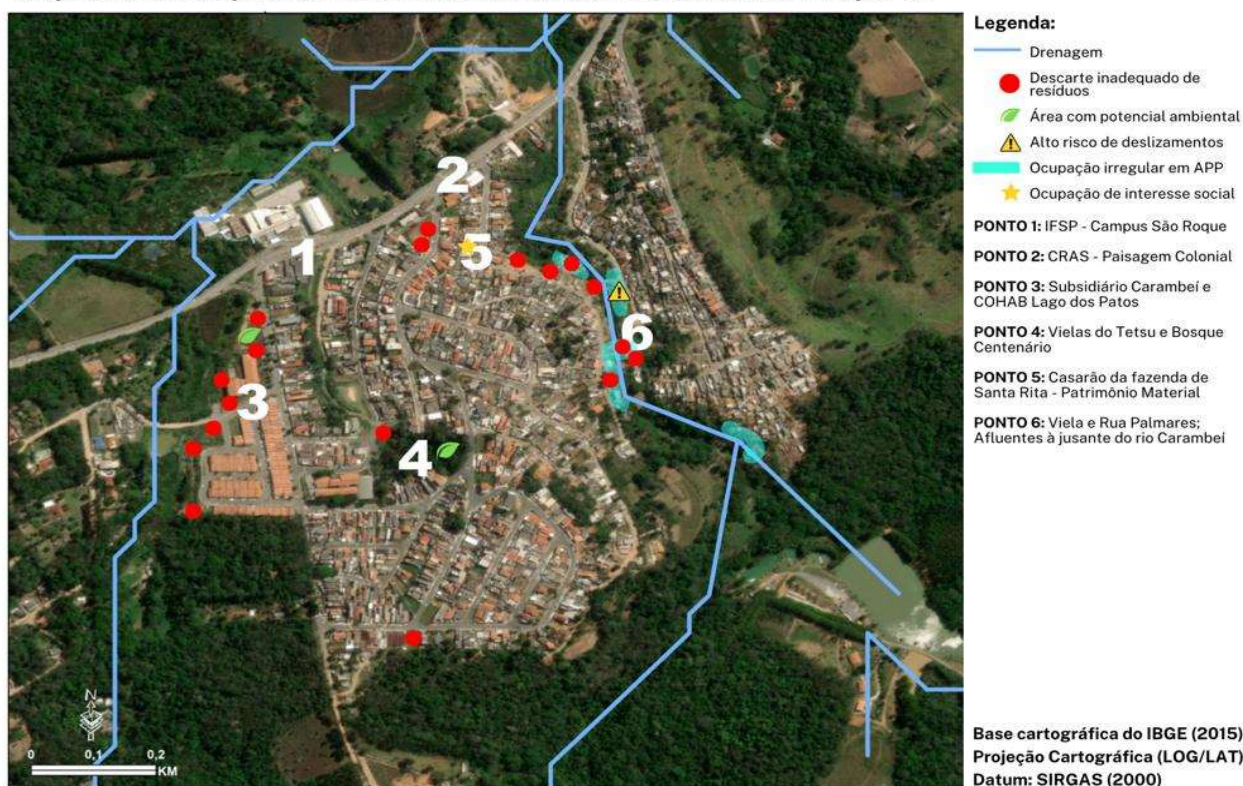 Legenda:
Drenagem
Descarte inadequado de
resíduos
Área com potencial ambiental
Alto risco de deslizamentos
Ocupação irregular em APP
Ocupação de interesse social
PONTO 1: IFSP - Campus São Roque
PONTO 2: CRAS - Paisagem Colonial
PONTO 3: Subsidiário Carambeí e
COHAB Lago dos Patos
PONTO 4: Vielas do Tetsu e Bosque
Centenário
PONTO 5: Casarão da fazenda de
Santa Rita - Patrimônio Material
PONTO 6: Viela e Rua Palmares;
Afluentes à jusante do rio Carambeí
2
1
5
6
3
4
N
0 0,1 0,2
KM
Base cartográfica do IBGE (2015)
Projeção Cartográfica (LOG/LAT)
Datum: SIRGAS (2000)